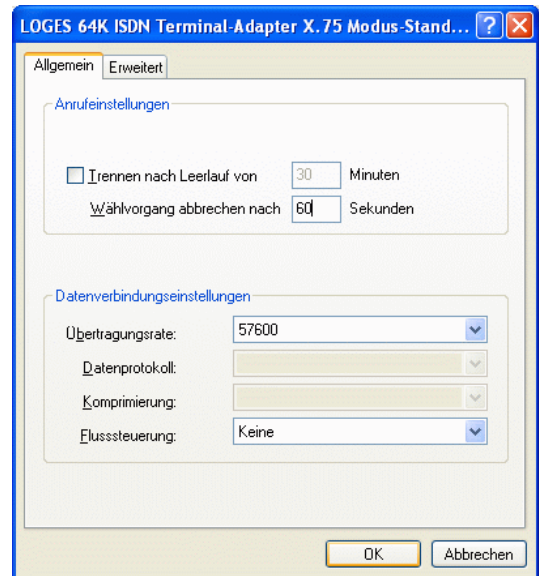 LOGES 64K ISDN Terminal-Adapter X.75 Modus-Stand...
Allgemein Erweitert
Anrufeinstellungen
Trennen nach Leerlauf von 30 Minuten
Wählvorgang abbrechen nach 60 Sekunden
Datenverbindungseinstellungen
Übertragungsrate: 57600
Datenprotokoll:
Komprimierung:
Flusssteuerung: Keine
OK Abbrechen